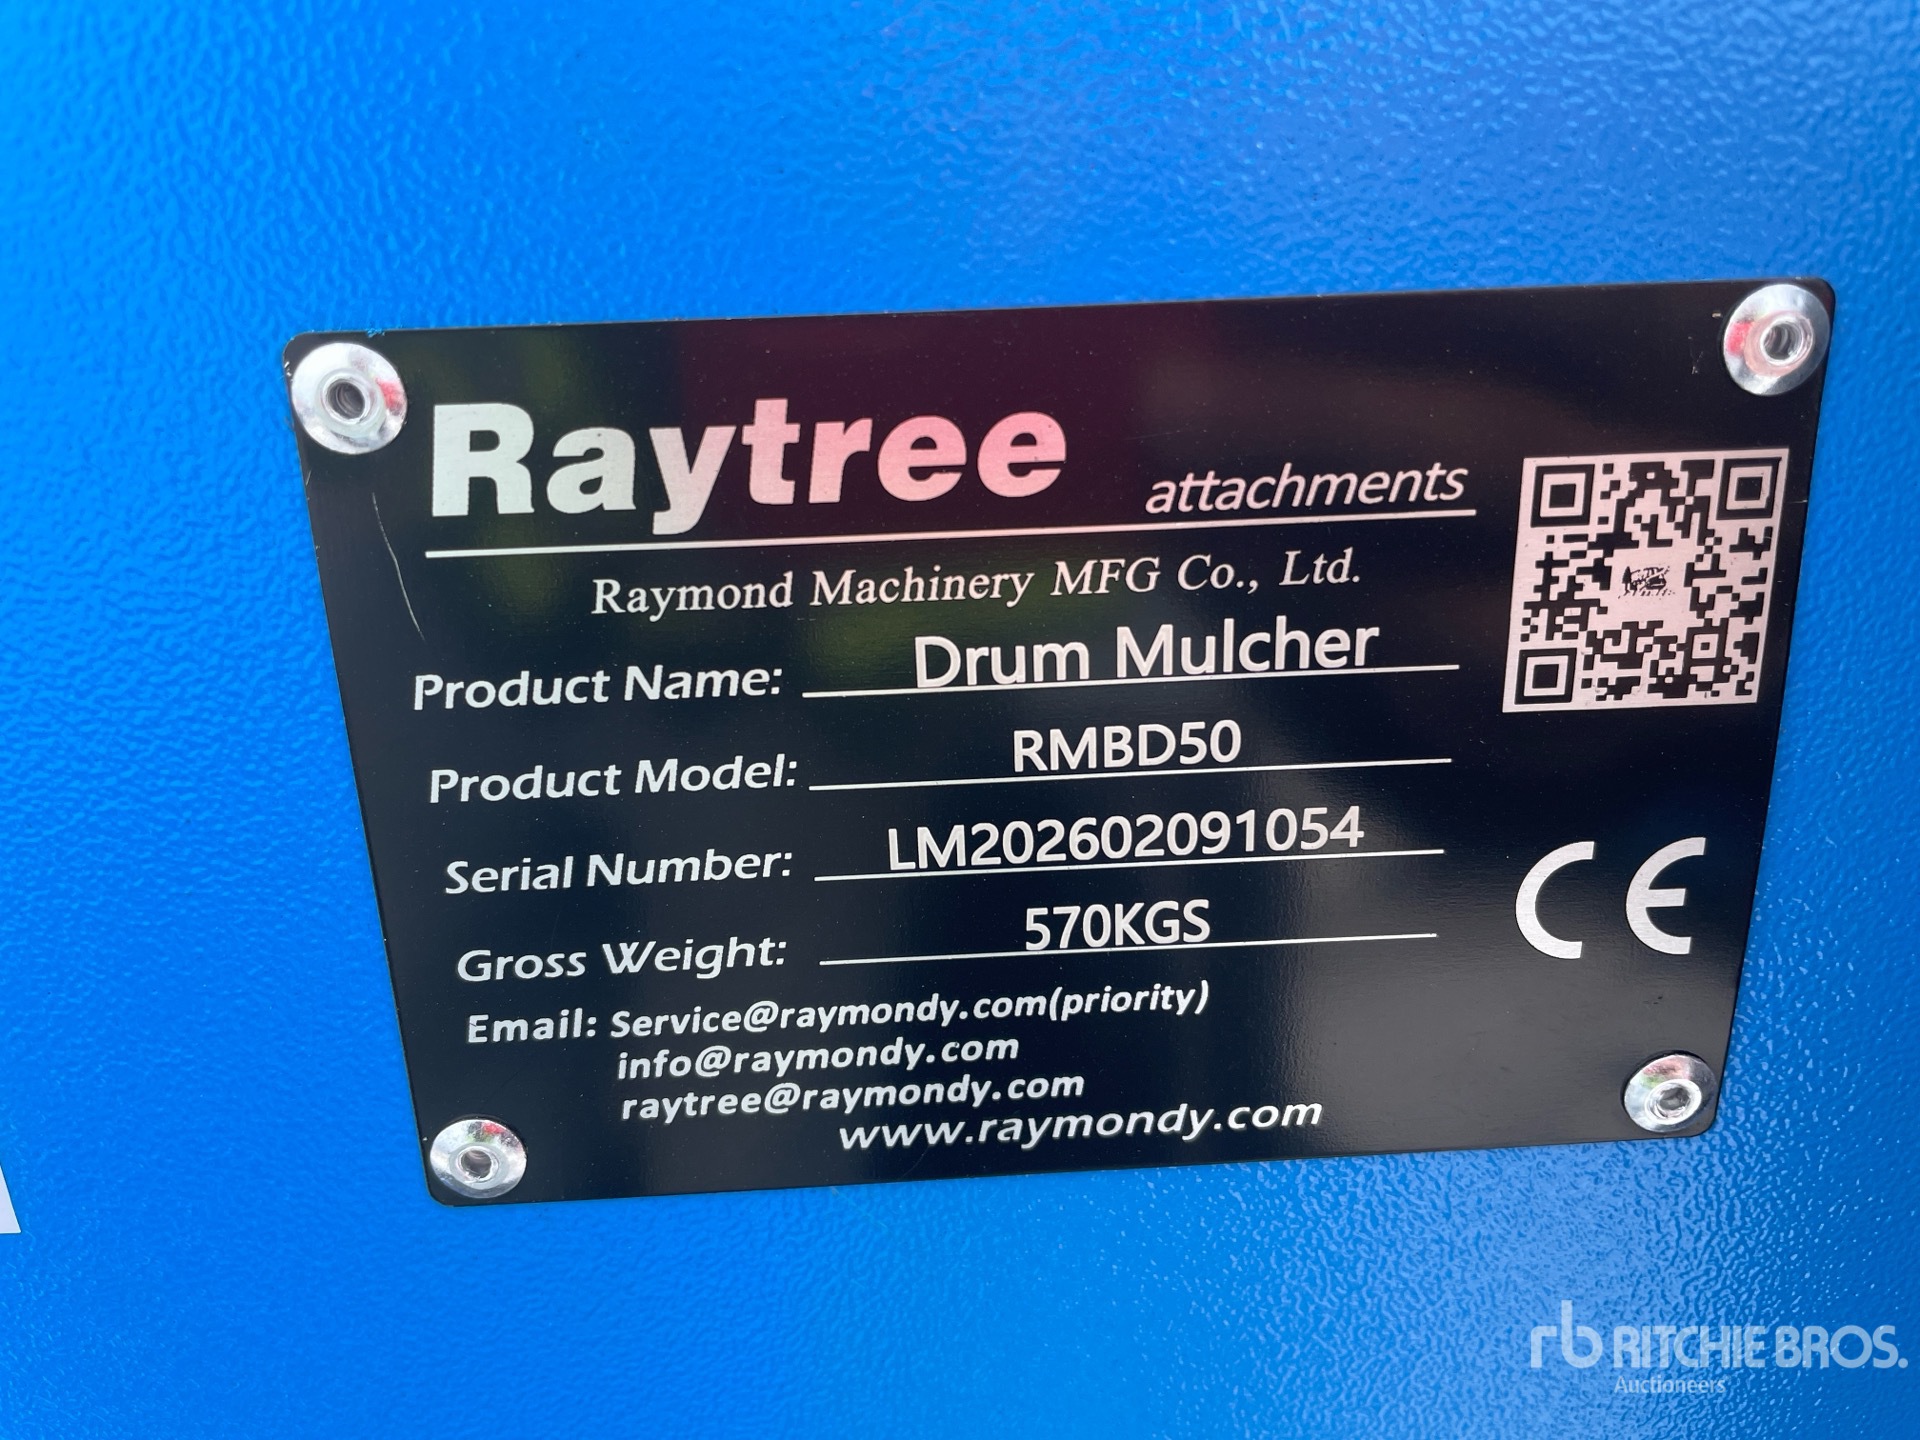 Raytree attachments
Raymond Machinery MFG Co., Ltd.
Product Name: Drum Mulcher
Product Model: RMBD50
Serial Number: LM202602091054
Gross Weight: 570KGS
CE
Email: Service@raymondy.com(priority)
info@raymondy.com
raytree@raymondy.com
www.raymondy.com
rb RITCHIE BROS.
Auctioneers